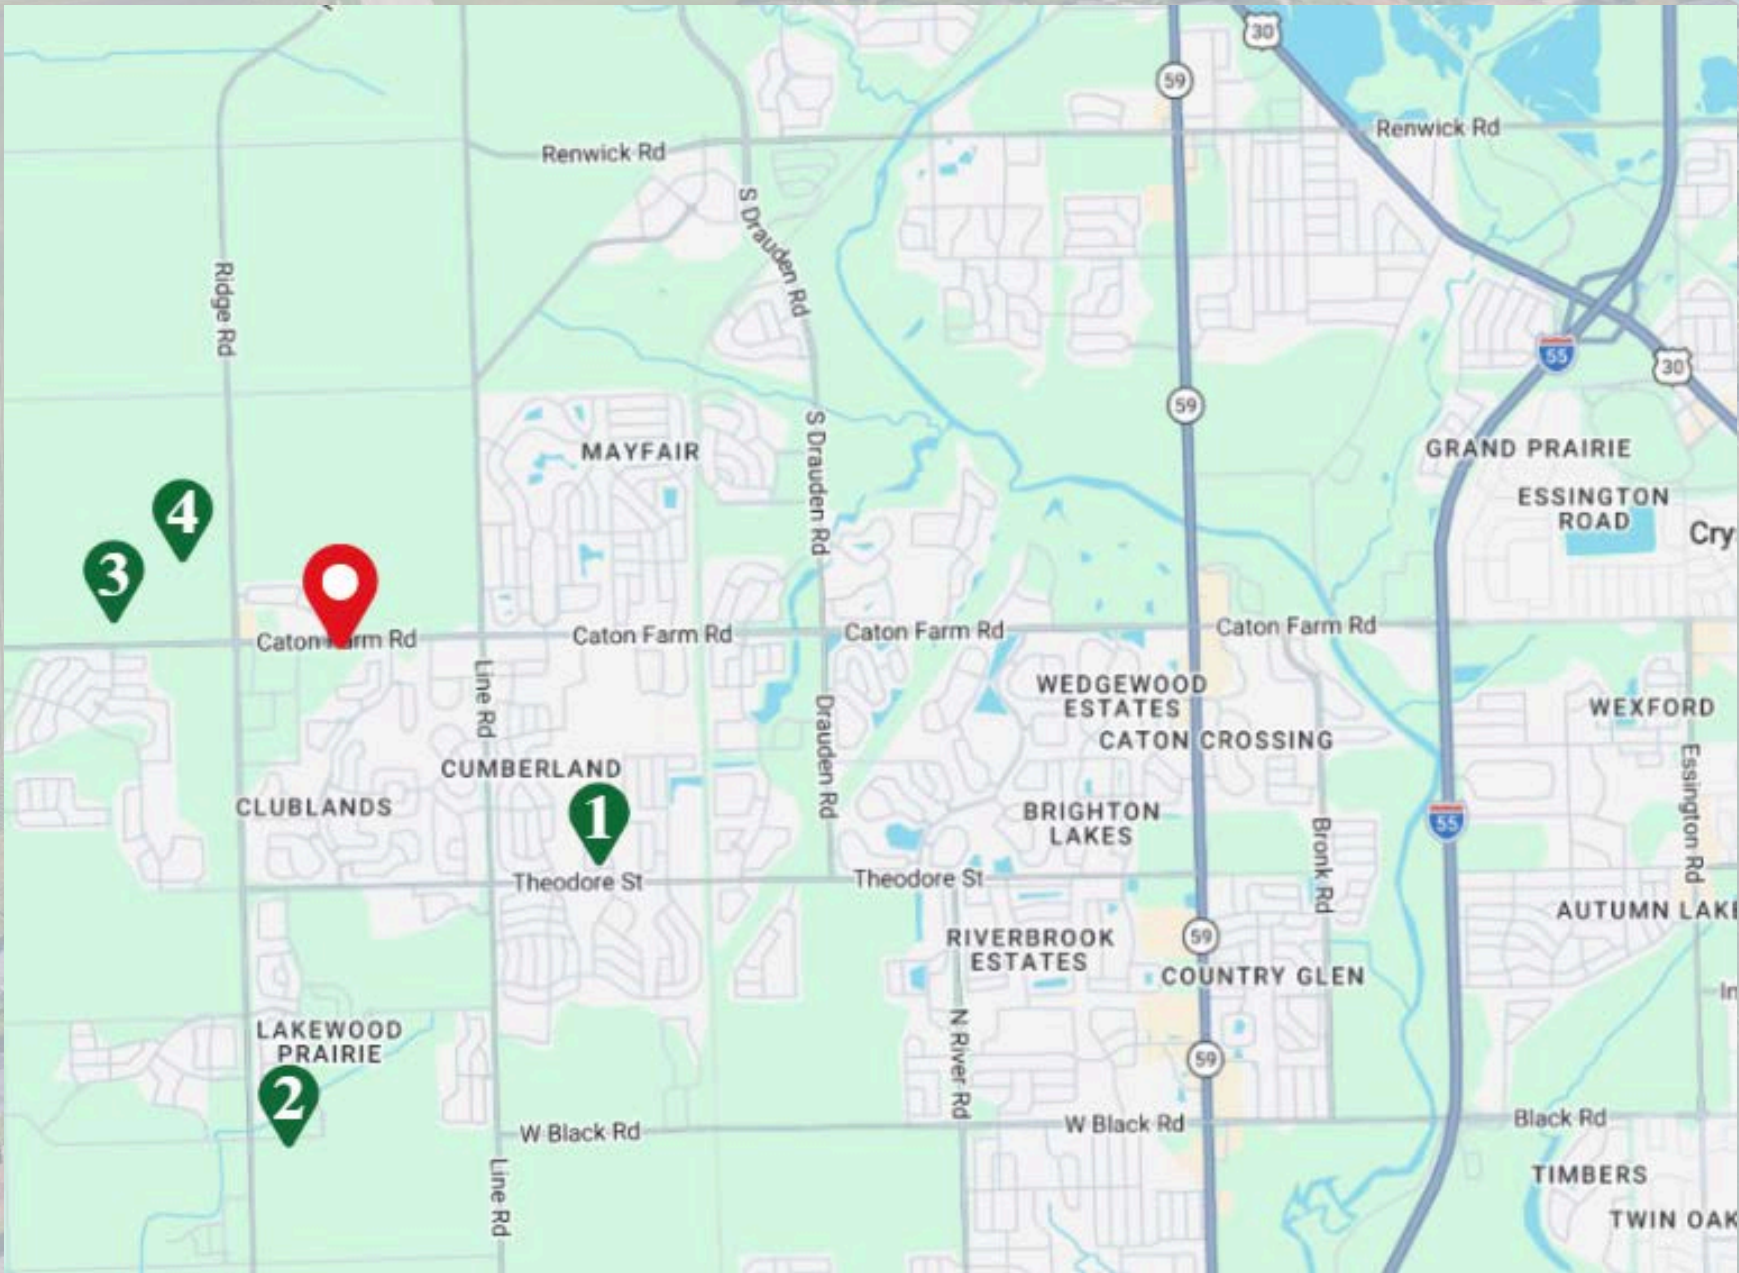 30
59
Renwick Rd
Renwick Rd
S Drauden Rd
Ridge Rd
55
30
59
S Drauden Rd
MAYFAIR
GRAND PRAIRIE
ESSINGTON
ROAD
Cry
4
3
Caton Farm Rd
Caton Farm Rd
Caton Farm Rd
Line Rd
WEDGEWOOD
ESTATES
Drauden Rd
WEXFORD
CATON CROSSING
Essington Rd
CUMBERLAND
CLUBLANDS
1
BRIGHTON
LAKES
55
Bronk Rd
Theodore St
Theodore St
AUTUMN LAKE
RIVERBROOK
ESTATES
59
COUNTRY GLEN
In
LAKEWOOD
PRAIRIE
N River Rd
59
2
W Black Rd
W Black Rd
Black Rd
Line Rd
TIMBERS
TWIN OAK